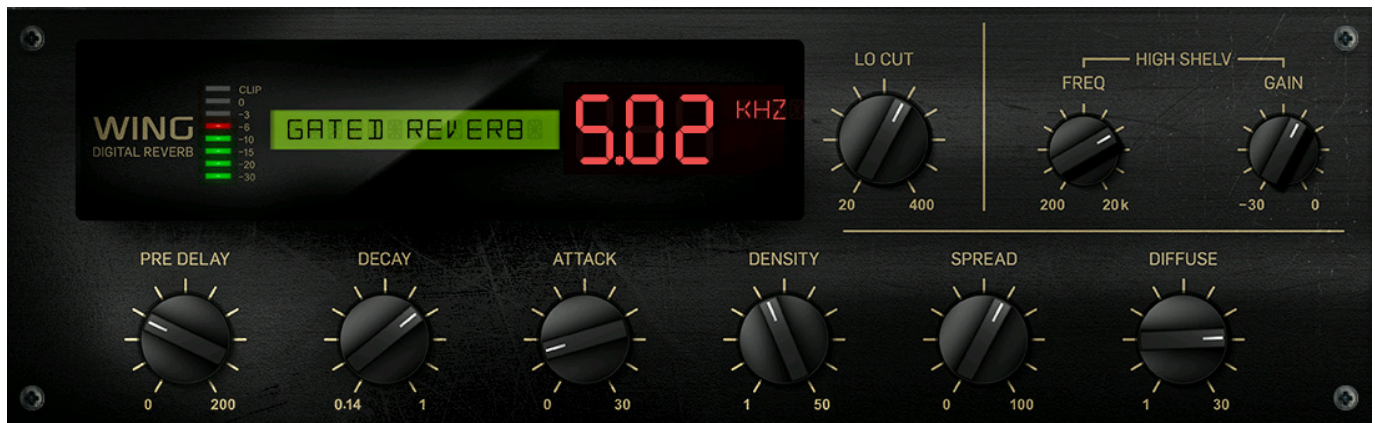 WING
DIGITAL REVERB
CLIP
0
-3
-6
-10
-15
-20
-30
GATED REVERB
5.02 KHZ
LO CUT
20 400
HIGH SHELV
FREQ GAIN
200 20k
-30 0
PRE DELAY DECAY ATTACK DENSITY SPREAD DIFFUSE
0 200 0.14 1 0 30 1 50 0 100 1 30